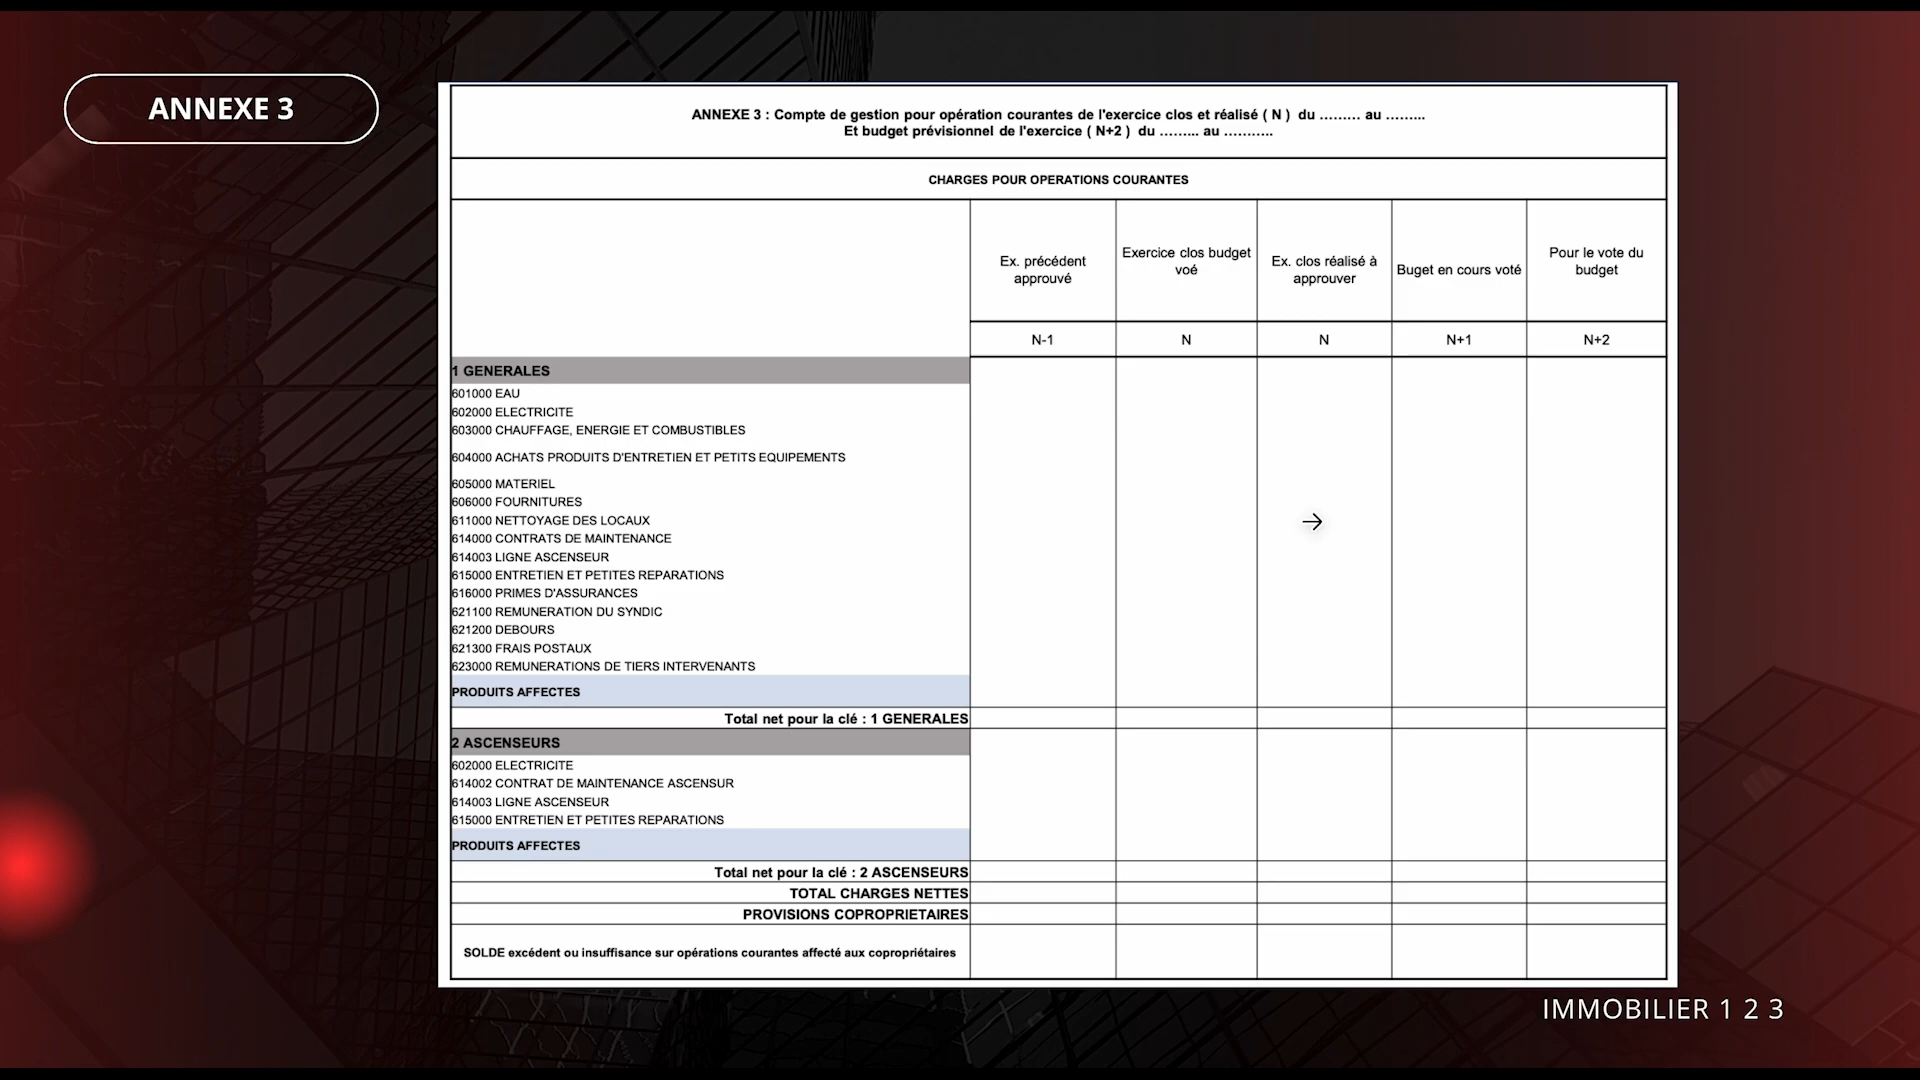 ANNEXE 3
ANNEXE 3 : Compte de gestion pour opération courantes de l'exercice clos et réalisé ( N ) du ......... au .........
Et budget prévisionnel de l'exercice ( N+2 ) du ......... au ...........
CHARGES POUR OPERATIONS COURANTES
Ex. précédent approuvé
Exercice clos budget voé
Ex. clos réalisé à approuver
Buget en cours voté
Pour le vote du budget
N-1 N N N+1 N+2
1 GENERALES
601000 EAU
602000 ELECTRICITE
603000 CHAUFFAGE, ENERGIE ET COMBUSTIBLES
604000 ACHATS PRODUITS D'ENTRETIEN ET PETITS EQUIPEMENTS
605000 MATERIEL
606000 FOURNITURES
611000 NETTOYAGE DES LOCAUX
614000 CONTRATS DE MAINTENANCE
614003 LIGNE ASCENSEUR
615000 ENTRETIEN ET PETITES REPARATIONS
616000 PRIMES D'ASSURANCES
621100 REMUNERATION DU SYNDIC
621200 DEBOURS
621300 FRAIS POSTAUX
623000 REMUNERATIONS DE TIERS INTERVENANTS
PRODUITS AFFECTES
Total net pour la clé : 1 GENERALES
2 ASCENSEURS
602000 ELECTRICITE
614002 CONTRAT DE MAINTENANCE ASCENSUR
614003 LIGNE ASCENSEUR
615000 ENTRETIEN ET PETITES REPARATIONS
PRODUITS AFFECTES
Total net pour la clé : 2 ASCENSEURS
TOTAL CHARGES NETTES
PROVISIONS COPROPRIETAIRES
SOLDE excédent ou insuffisance sur opérations courantes affecté aux copropriétaires
IMMOBILIER 1 2 3